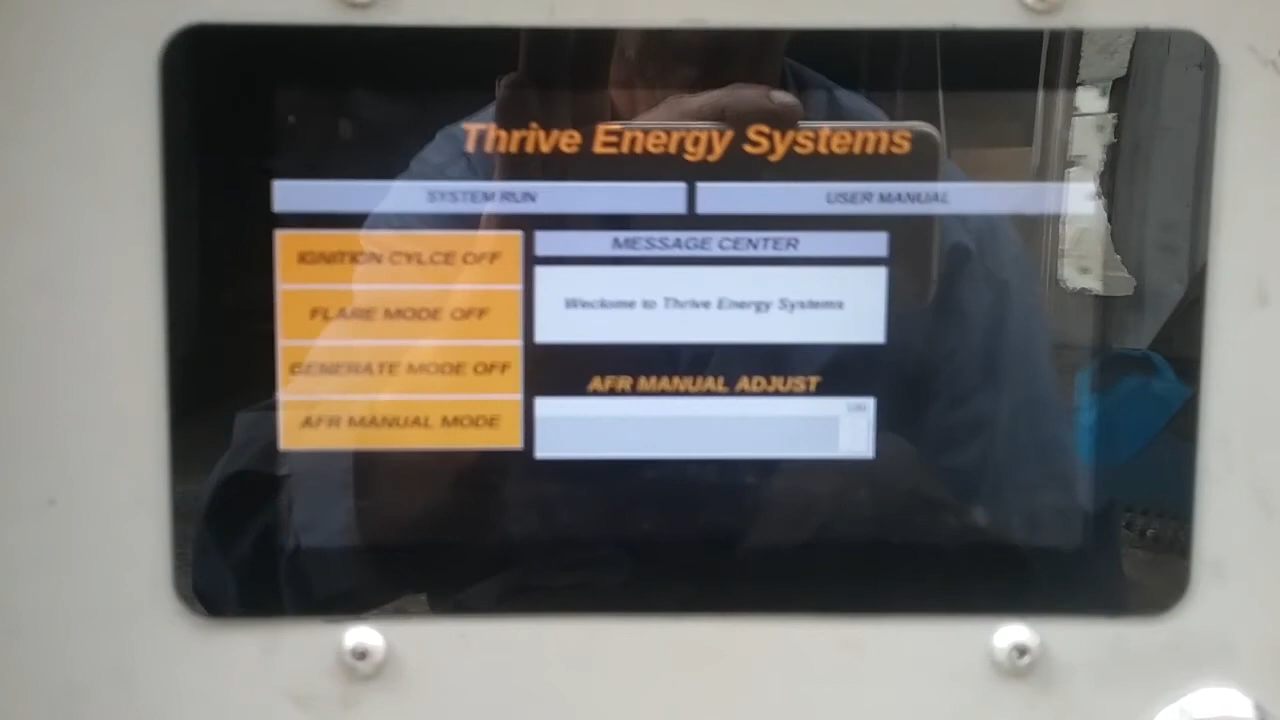 Thrive Energy Systems
SYSTEM RUN
USER MANUAL
IGNITION CYLCE OFF
FLARE MODE OFF
GENERATE MODE OFF
AFR MANUAL MODE
MESSAGE CENTER
Weclome to Thrive Energy Systems
AFR MANUAL ADJUST